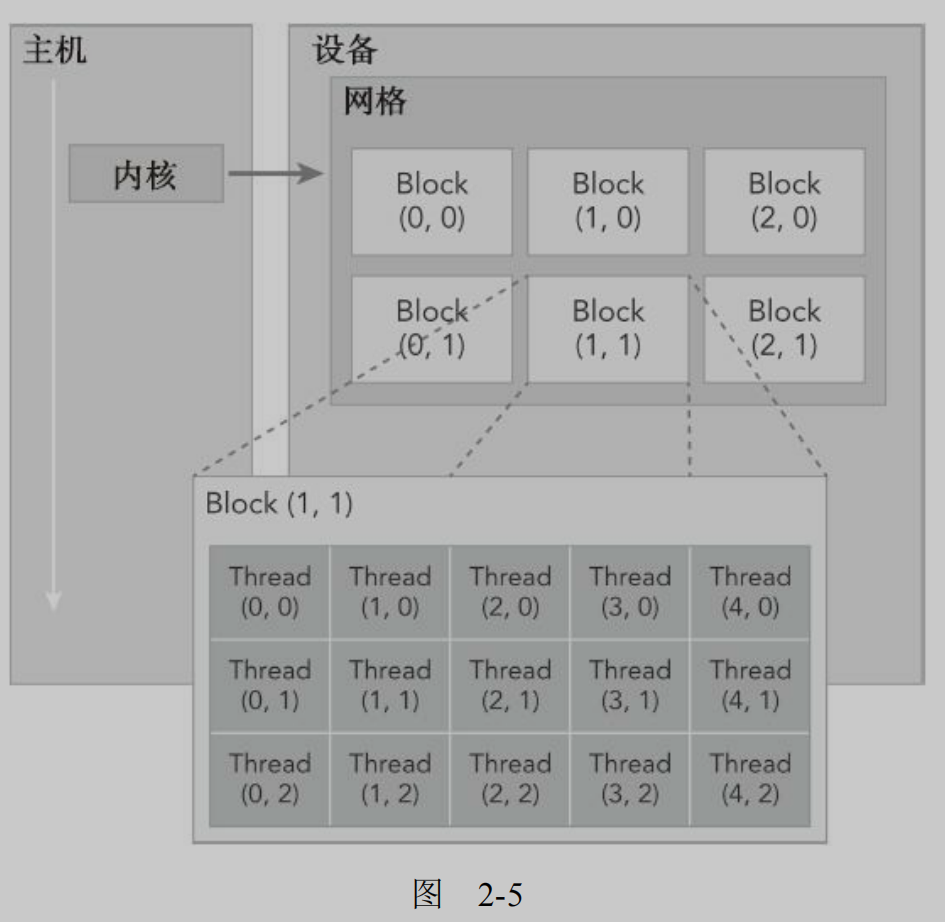 主机
设备
网格
内核
Block
(0, 0)
Block
(1, 0)
Block
(2, 0)
Block
(0, 1)
Block
(1, 1)
Block
(2, 1)
Block (1, 1)
Thread
(0, 0)
Thread
(1, 0)
Thread
(2, 0)
Thread
(3, 0)
Thread
(4, 0)
Thread
(0, 1)
Thread
(1, 1)
Thread
(2, 1)
Thread
(3, 1)
Thread
(4, 1)
Thread
(0, 2)
Thread
(1, 2)
Thread
(2, 2)
Thread
(3, 2)
Thread
(4, 2)
图 2-5